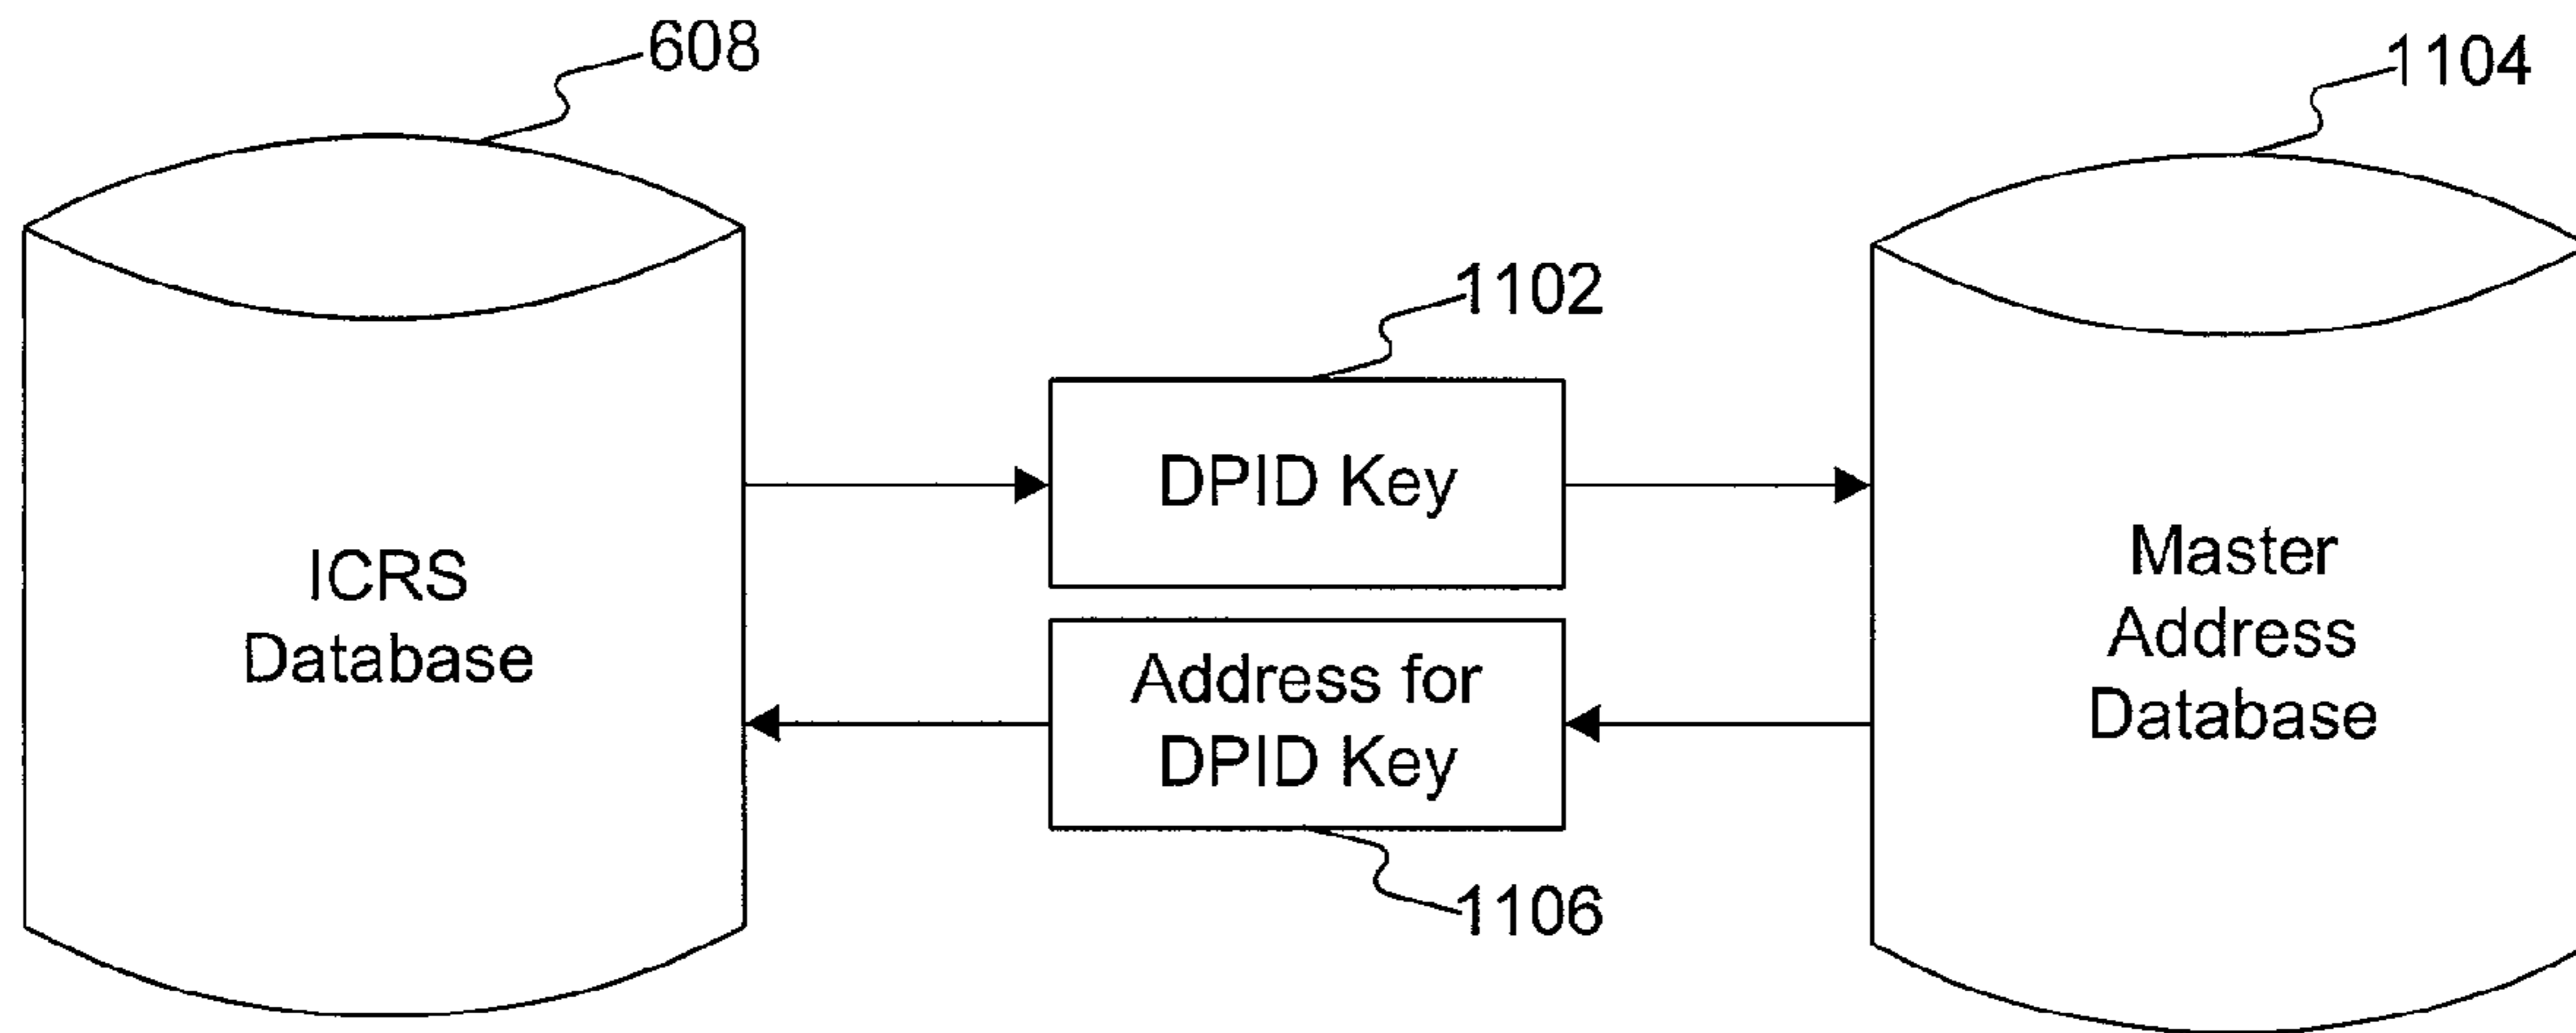 608
1104
1102
DPID Key
ICRS
Database
Master
Address
Database
Address for
DPID Key
1106